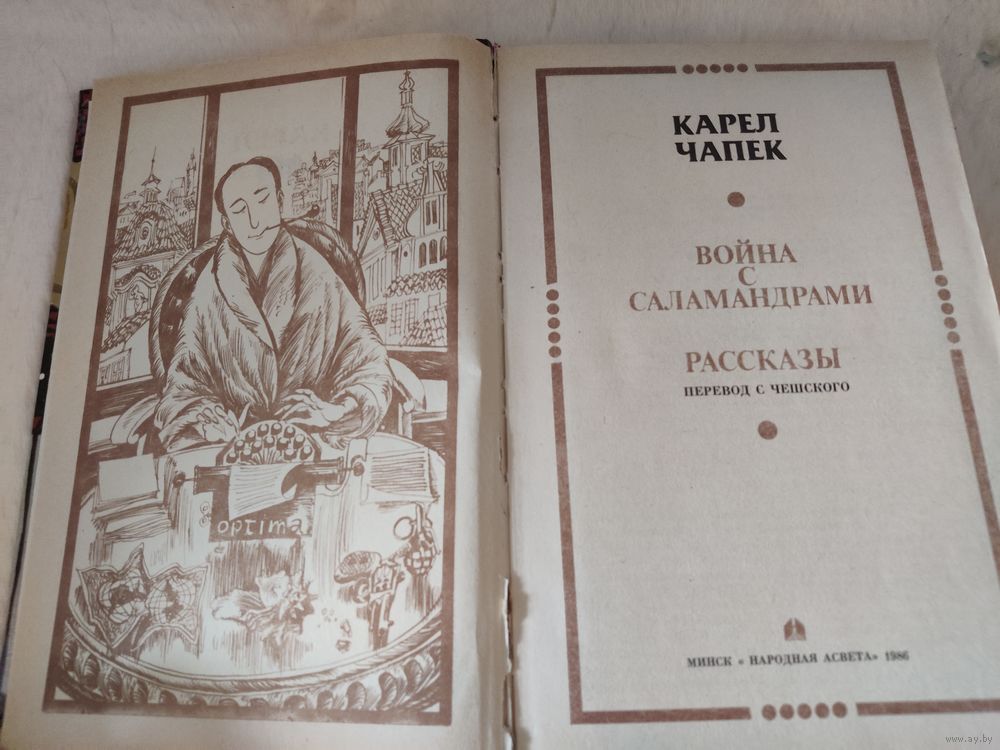 optima
КАРЕЛ
ЧАПЕК
ВОЙНА
С
САЛАМАНДРАМИ
РАССКАЗЫ
ПЕРЕВОД С ЧЕШСКОГО
МИНСК « НАРОДНАЯ АСВЕТА» 1986
www.ay.by